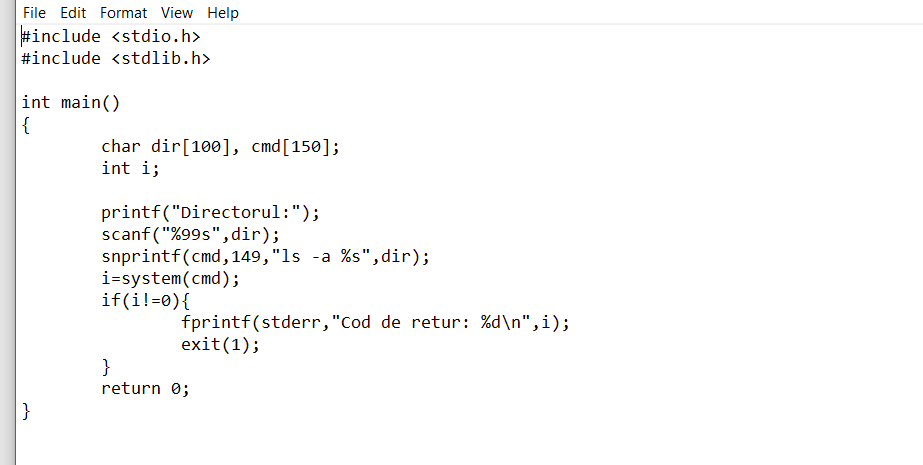 File Edit Format View Help
#include <stdio.h>
#include <stdlib.h>
int main()
{
        char dir[100], cmd[150];
        int i;
        printf("Directorul:");
        scanf("%99s",dir);
        snprintf(cmd,149,"ls -a %s",dir);
        i=system(cmd);
        if(i!=0){
                fprintf(stderr,"Cod de retur: %d\n",i);
                exit(1);
        }
        return 0;
}